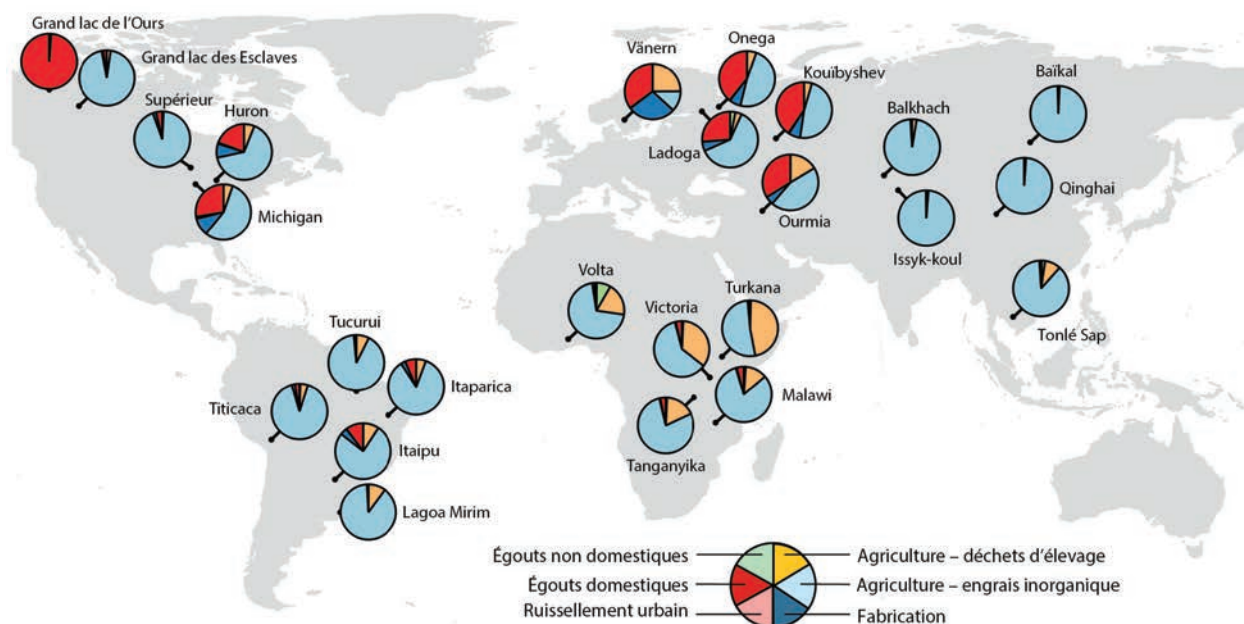 Grand lac de l'Ours
Grand lac des Esclaves
Supérieur
Huron
Michigan
Vänern
Onega
Kouïbyshev
Ladoga
Ourmia
Balkhach
Baïkal
Qinghai
Issyk-koul
Tonlé Sap
Volta
Victoria
Turkana
Malawi
Tanganyika
Tucurui
Itaparica
Titicaca
Itaipu
Lagoa Mirim
Égouts non domestiques
Égouts domestiques
Ruissellement urbain
Agriculture – déchets d'élevage
Agriculture – engrais inorganique
Fabrication